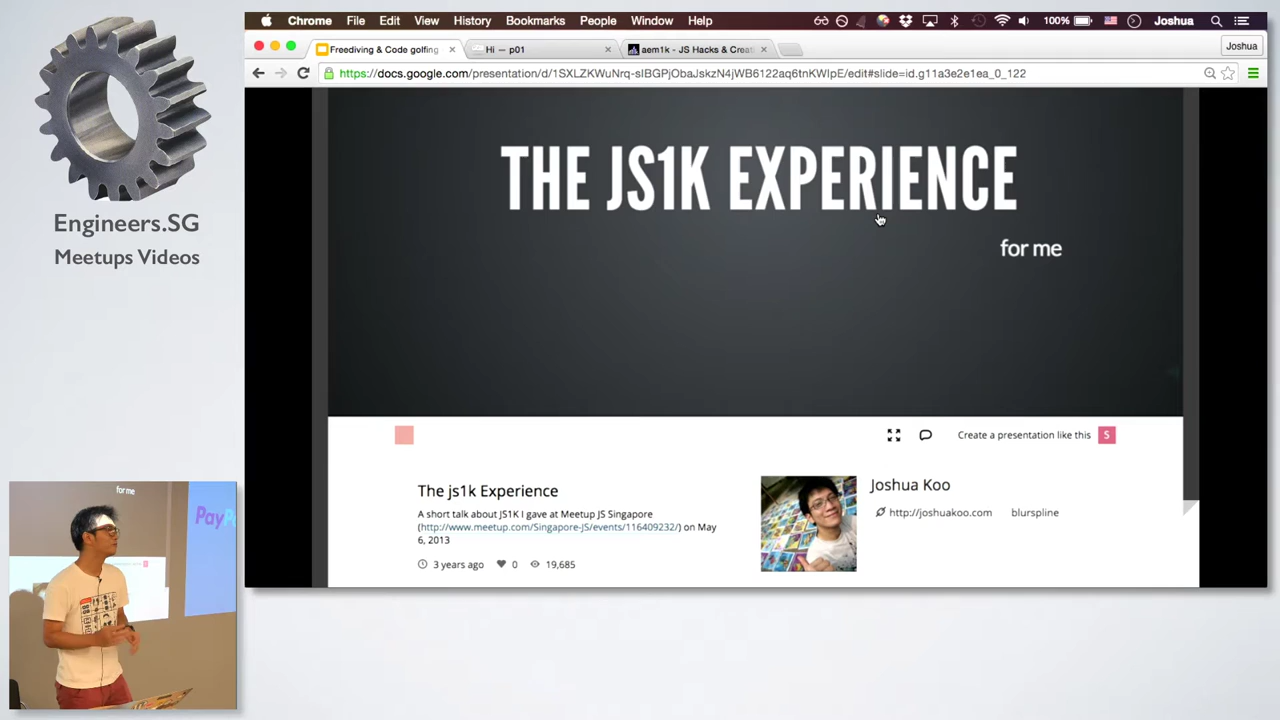 Engineers.SG
Meetups Videos
Chrome File Edit View History Bookmarks People Window Help
100% Joshua
Freediving & Code golfing
Hi — p01
aem1k - JS Hacks & Creati
Joshua
https://docs.google.com/presentation/d/1SXLZKWuNrq-sIBGPjObaJskzN4jWB6122aq6tnKWIpE/edit#slide=id.g11a3e2e1ea_0_122
THE JS1K EXPERIENCE
for me
Create a presentation like this S
The js1k Experience
A short talk about JS1K I gave at Meetup JS Singapore
(http://www.meetup.com/Singapore-JS/events/116409232/) on May
6, 2013
3 years ago 0 19,685
Joshua Koo
http://joshuakoo.com blurspline
for me
PayP